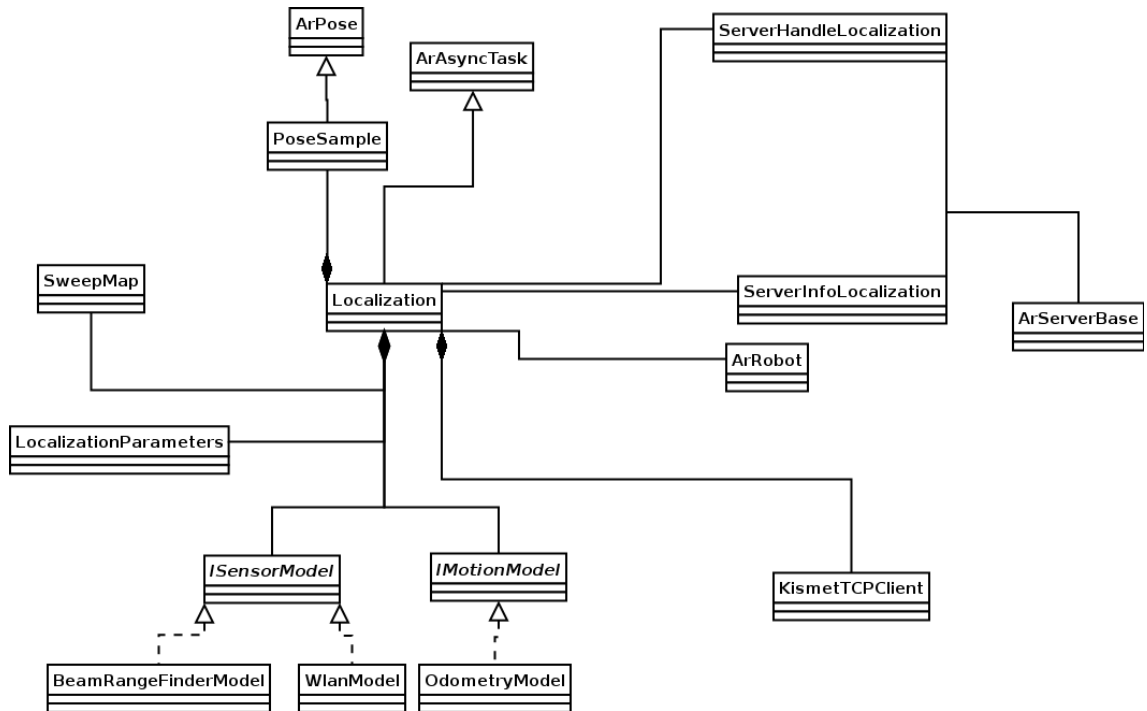 ArPose
ServerHandleLocalization
ArAsyncTask
PoseSample
SweepMap
Localization
ServerInfoLocalization
ArServerBase
ArRobot
LocalizationParameters
ISensorModel
IMotionModel
KismetTCPClient
BeamRangeFinderModel
WlanModel
OdometryModel